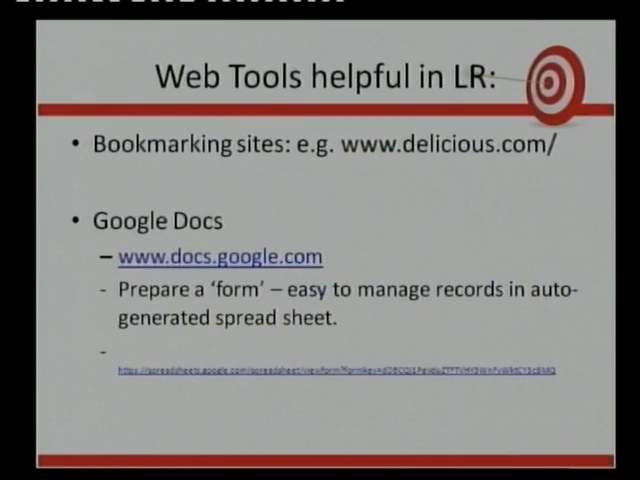 Web Tools helpful in LR:
• Bookmarking sites: e.g. www.delicious.com/
• Google Docs
– www.docs.google.com
- Prepare a ‘form’ – easy to manage records in auto-
generated spread sheet.
-